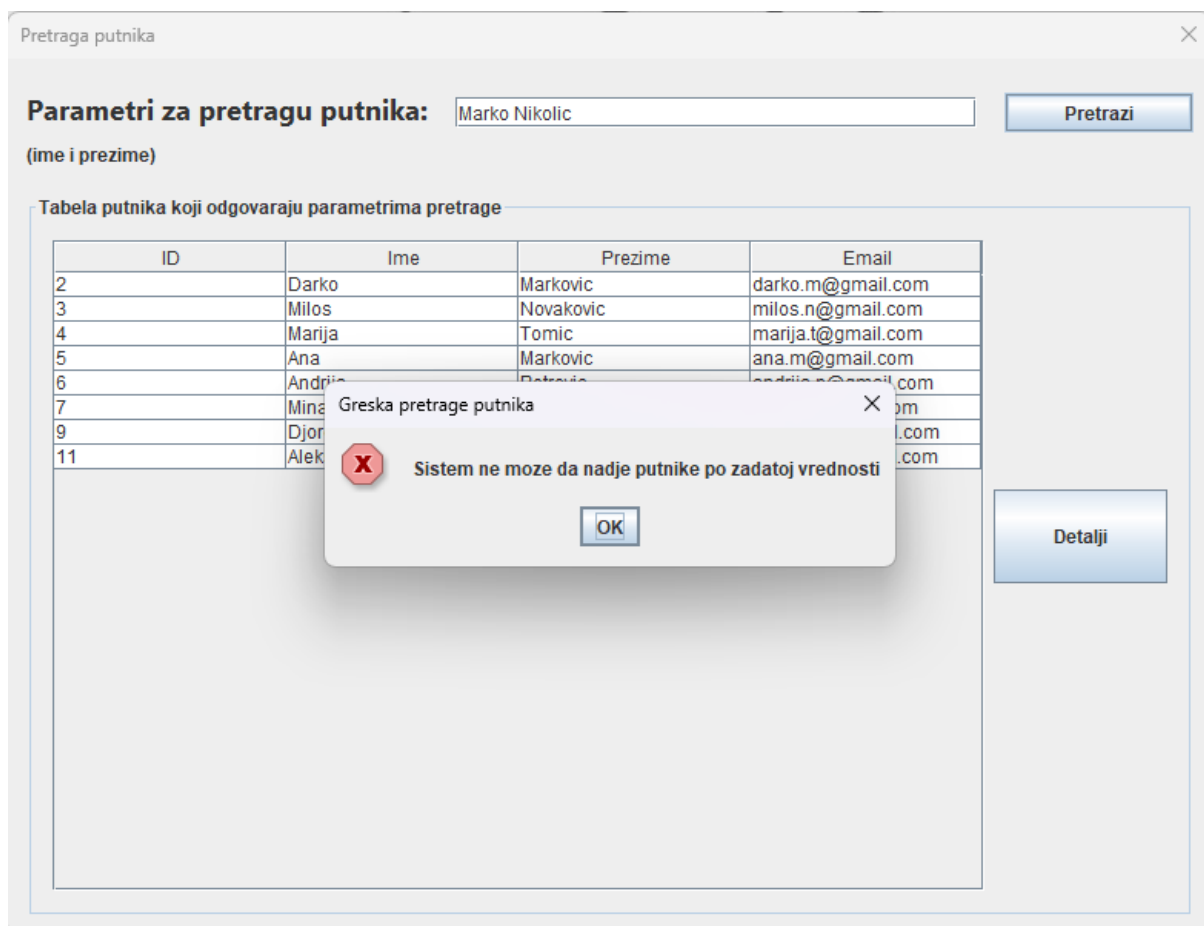 Pretraga putnika
Parametri za pretragu putnika: Marko Nikolic Pretrazi
(ime i prezime)
Tabela putnika koji odgovaraju parametrima pretrage
ID Ime Prezime Email
2 Darko Markovic darko.m@gmail.com
3 Milos Novakovic milos.n@gmail.com
4 Marija Tomic marija.t@gmail.com
5 Ana Markovic ana.m@gmail.com
6
7
9
11
Greska pretrage putnika
Sistem ne moze da nadje putnike po zadatoj vrednosti
OK
Detalji